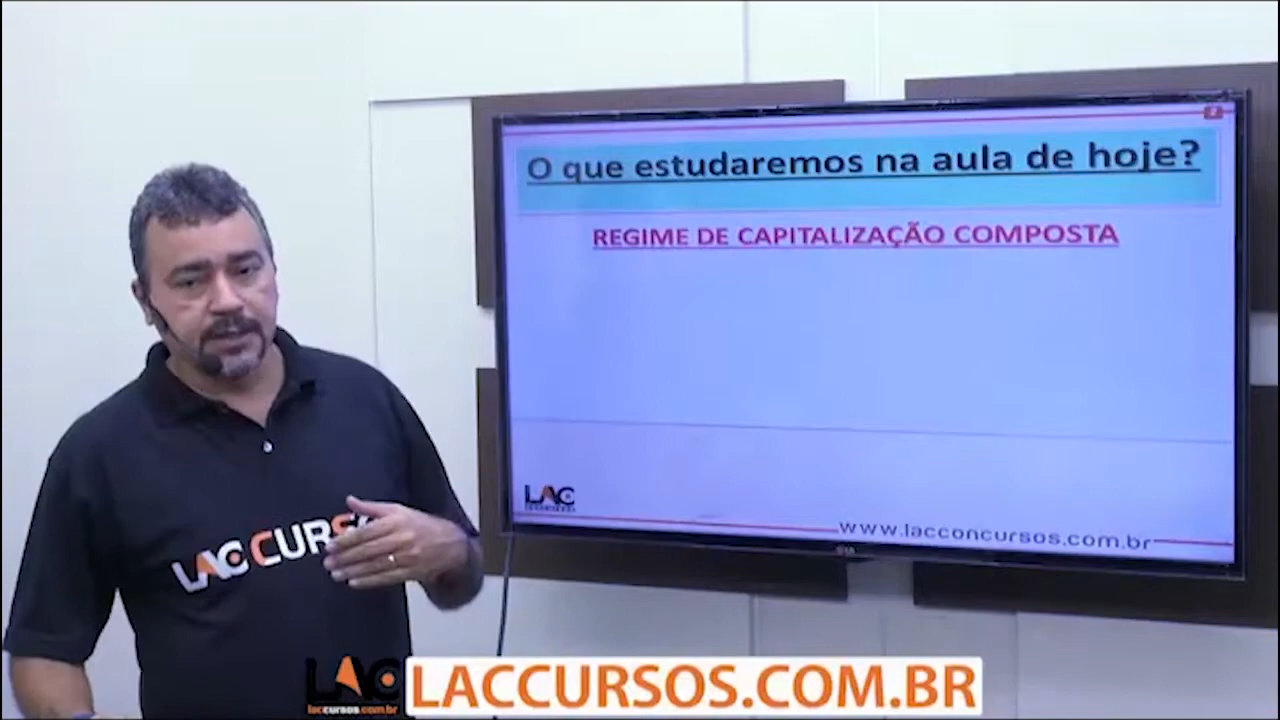 O que estudaremos na aula de hoje?
REGIME DE CAPITALIZAÇÃO COMPOSTA
LAC
www.lacconcursos.com.br
LG
LAC CURSOS
LAC
laccursos.com.br
LACCURSOS.COM.BR